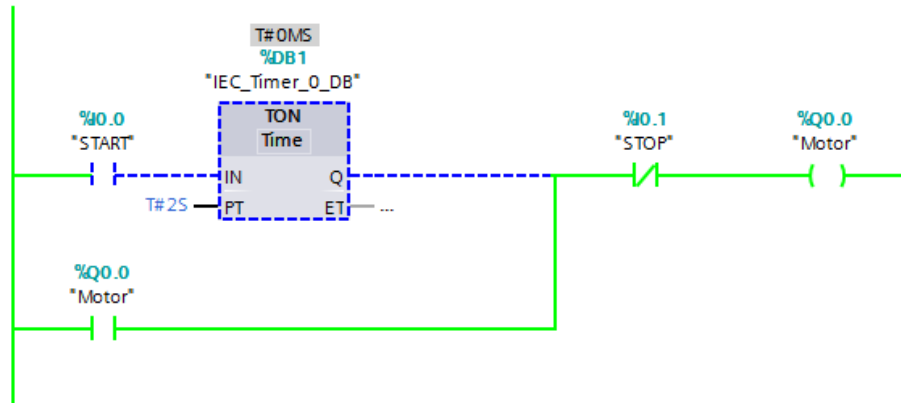 T#0MS
%DB1
"IEC_Timer_0_DB"
%I0.0
"START"
TON
Time
%I0.1
"STOP"
%Q0.0
"Motor"
IN
Q
T#2S
PT
ET
...
%Q0.0
"Motor"